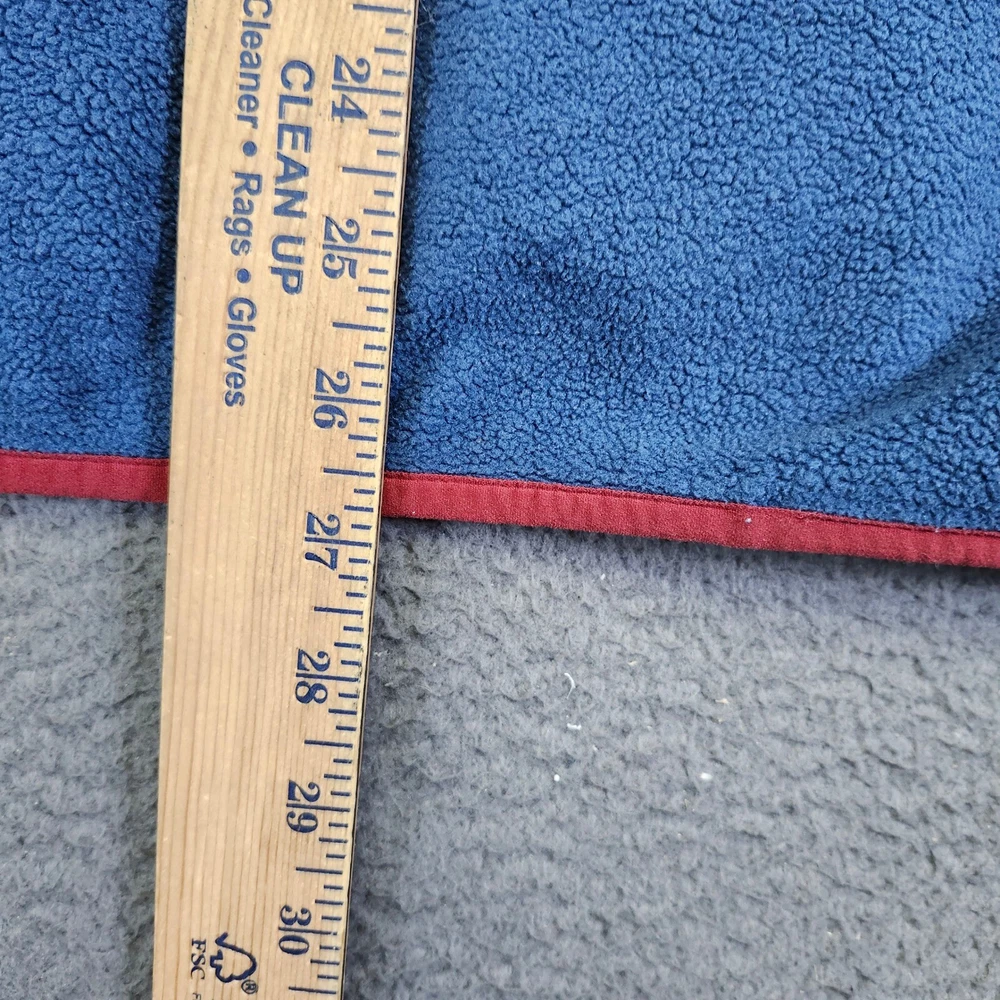 Cleaner • Rags • Gloves
CLEAN UP
24
25
26
27
28
29
30
FSC
®